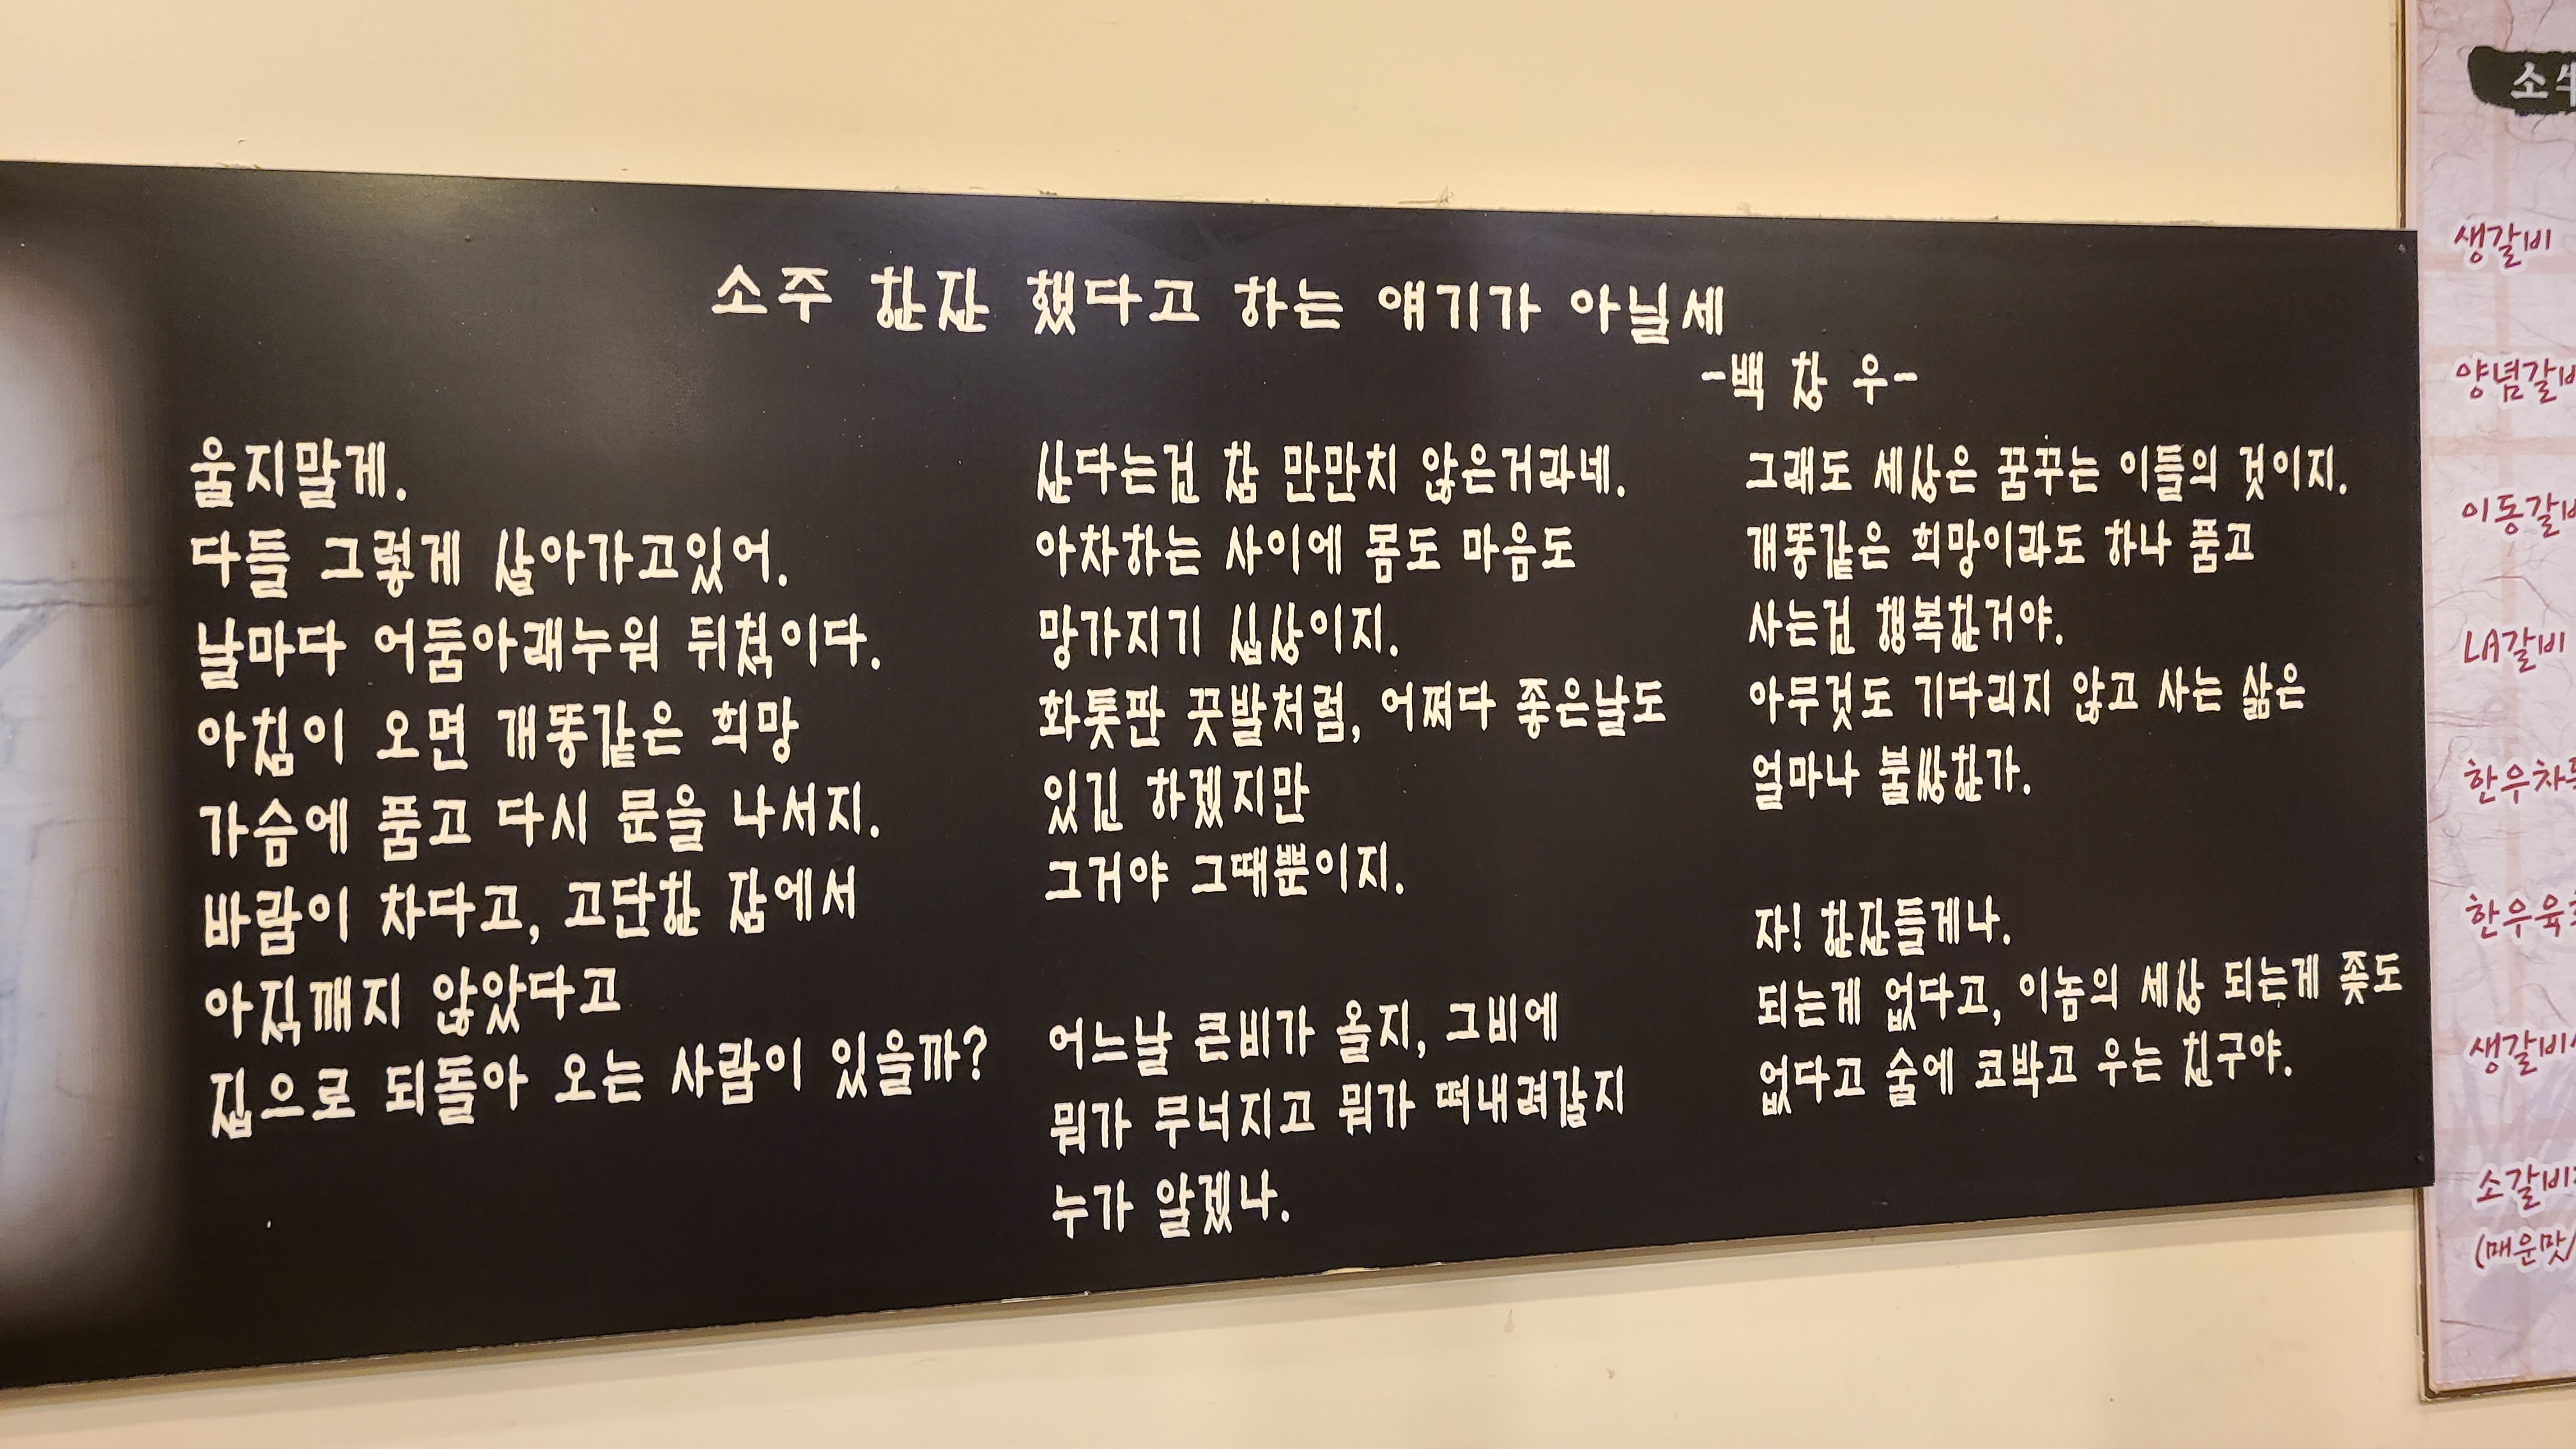 소주 한잔 했다고 하는 얘기가 아닐세
-백 창 우-
울지말게.
다들 그렇게 살아가고있어.
날마다 어둠아래누워 뒤척이다.
아침이 오면 개똥같은 희망
가슴에 품고 다시 문을 나서지.
바람이 차다고, 고단한 잠에서
아직깨지 않았다고
집으로 되돌아 오는 사람이 있을까?
산다는건 참 만만치 않은거라네.
아차하는 사이에 몸도 마음도
망가지기 십상이지.
화톳판 끗발처럼, 어쩌다 좋은날도
있긴 하겠지만
그거야 그때뿐이지.
어느날 큰비가 올지, 그비에
뭐가 무너지고 뭐가 떠내려갈지
누가 알겠나.
그래도 세상은 꿈꾸는 이들의 것이지.
개똥같은 희망이라도 하나 품고
사는건 행복한거야.
아무것도 기다리지 않고 사는 삶은
얼마나 불쌍한가.
자! 한잔들게나.
되는게 없다고, 이놈의 세상 되는게 좆도
없다고 술에 코박고 우는 친구야.
소
생갈비
양념갈비
이동갈비
LA갈비
한우차
한우육
생갈비
소갈비
(매운맛/